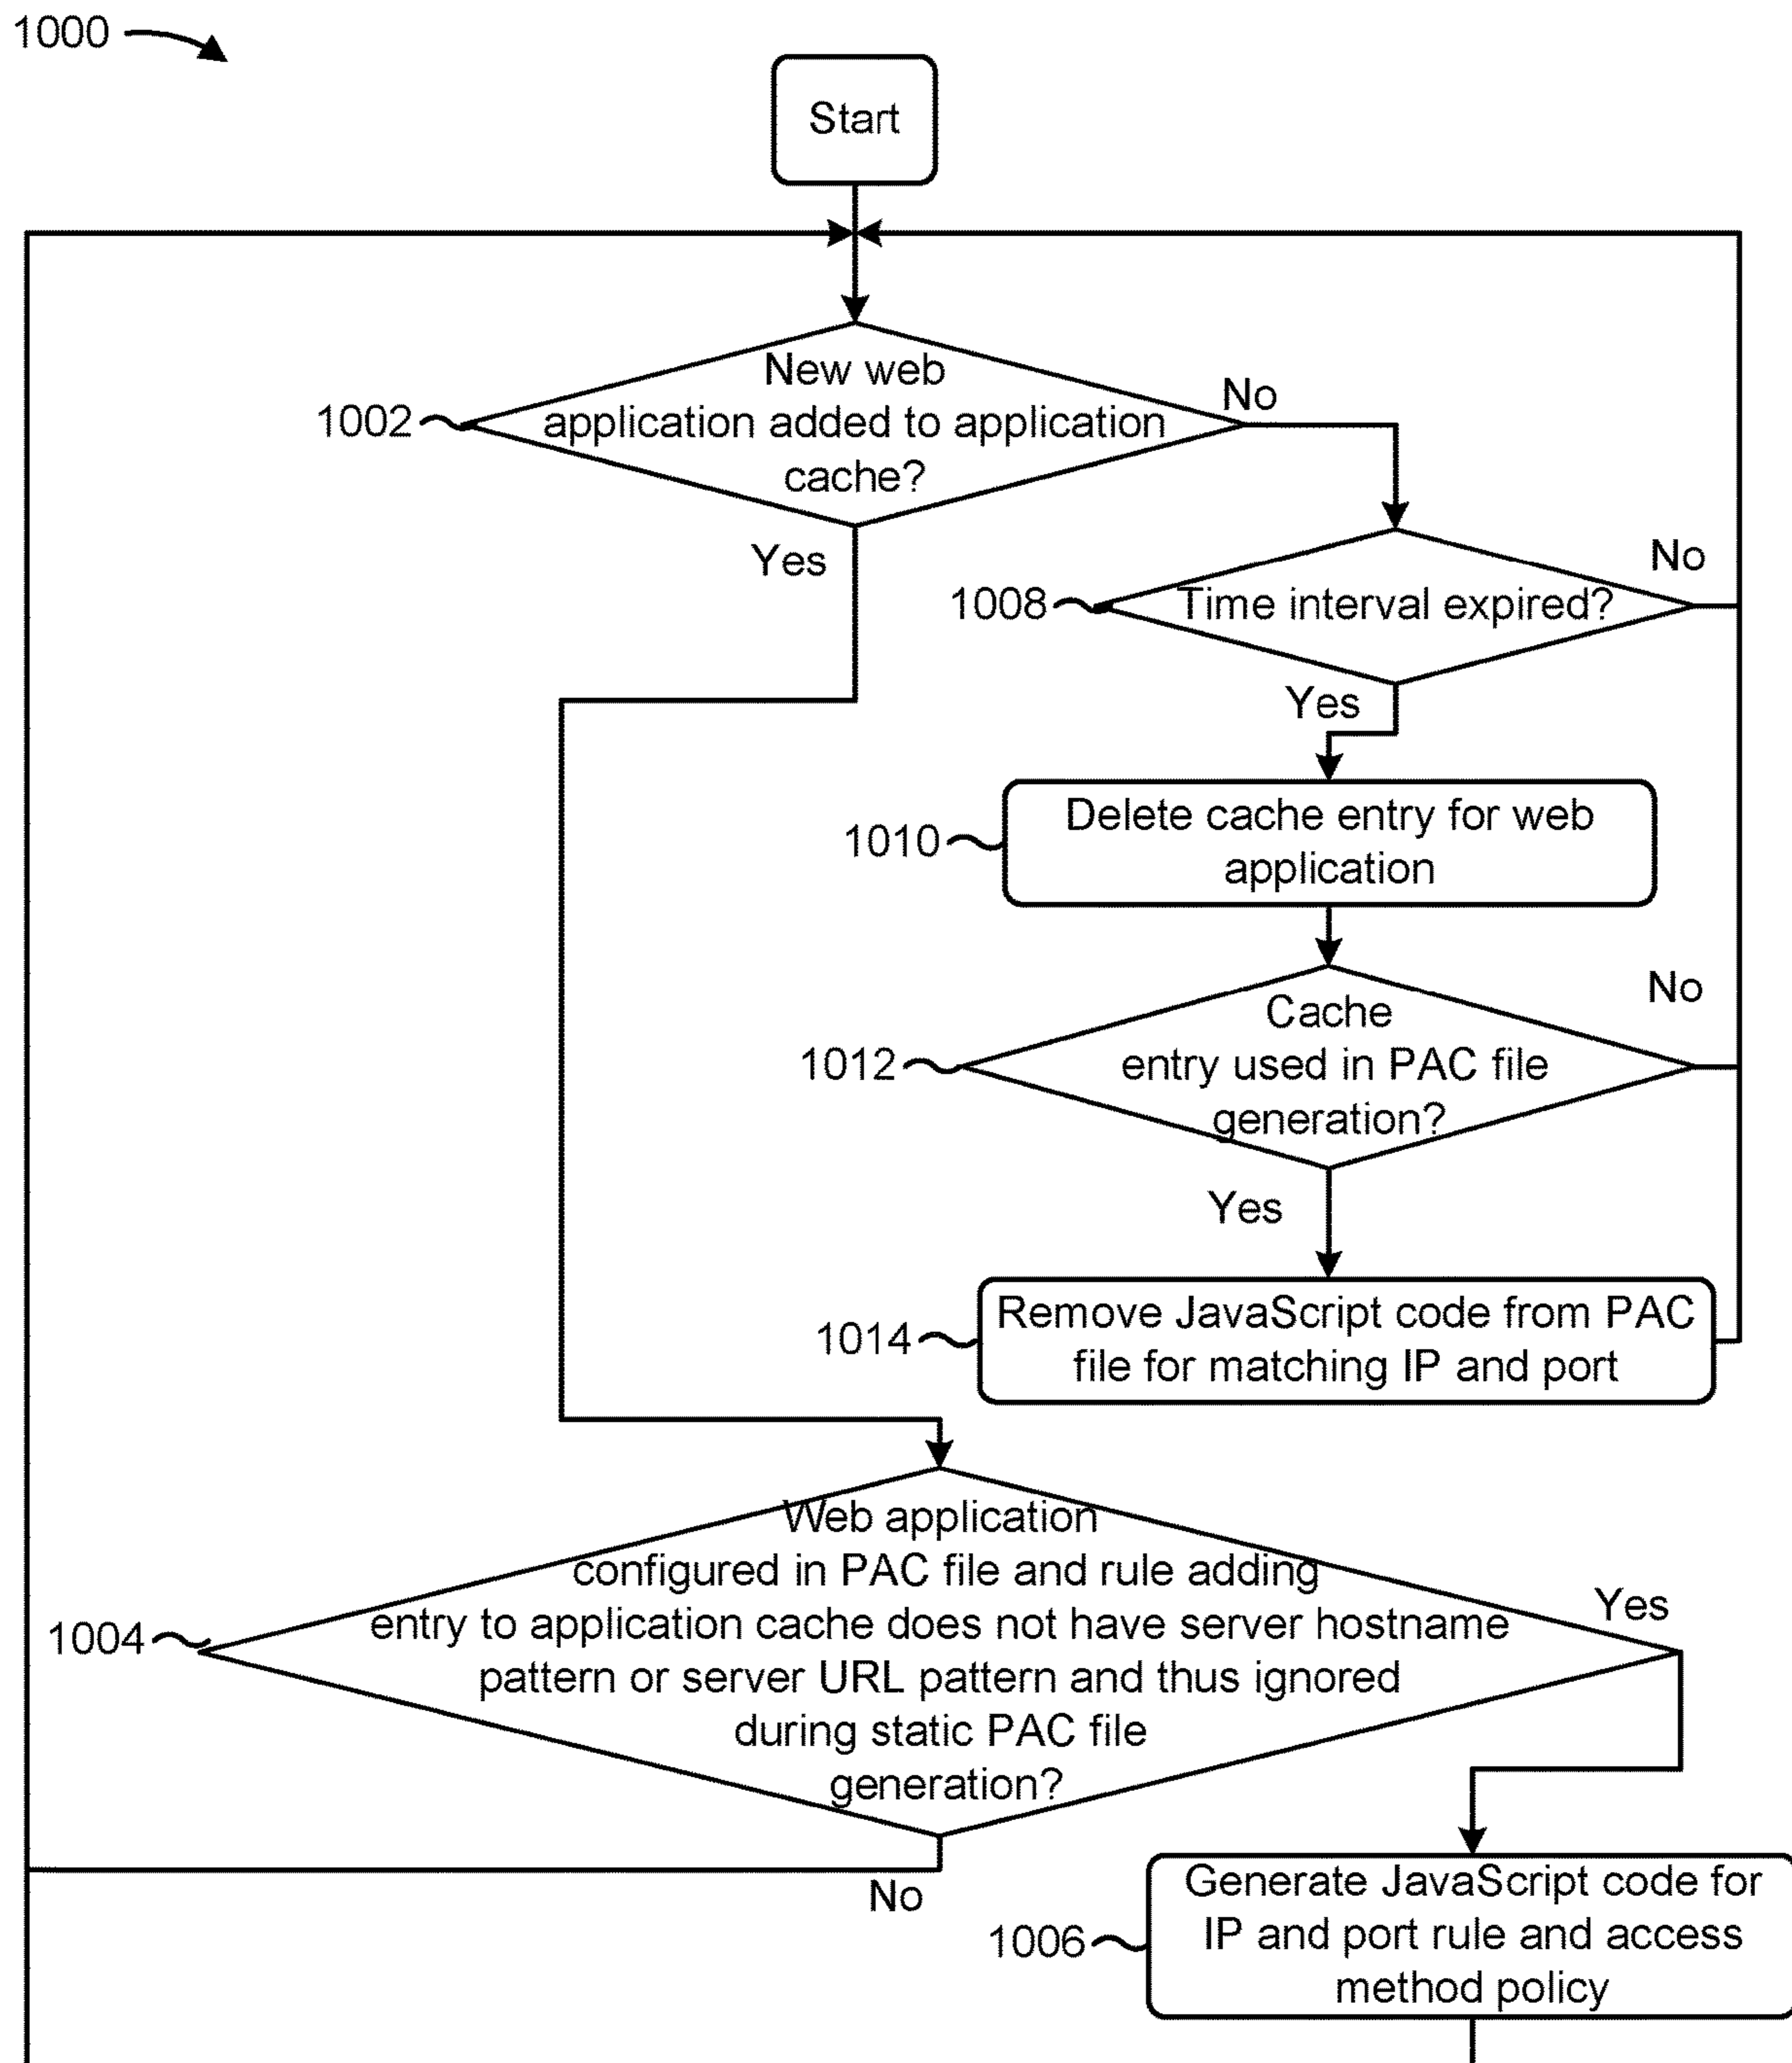 1000
Start
New web
application added to application
cache?
1002
No
Yes
1008
Time interval expired?
No
Yes
1010
Delete cache entry for web
application
1012
Cache
entry used in PAC file
generation?
No
Yes
1014
Remove JavaScript code from PAC
file for matching IP and port
1004
Web application
configured in PAC file and rule adding
entry to application cache does not have server hostname
pattern or server URL pattern and thus ignored
during static PAC file
generation?
Yes
No
1006
Generate JavaScript code for
IP and port rule and access
method policy